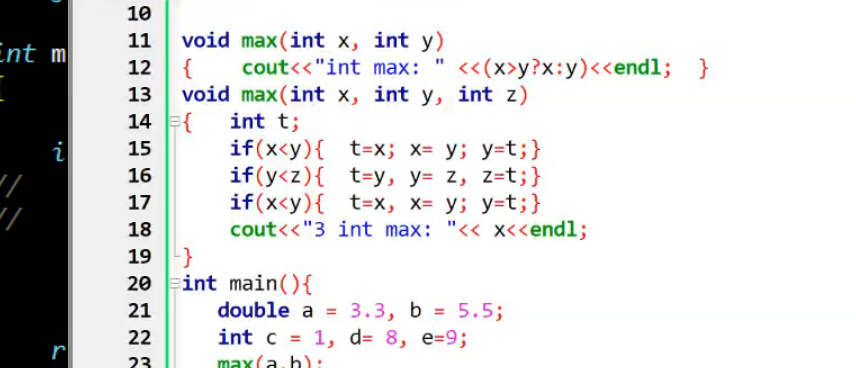 10
11 void max(int x, int y)
12 {    cout<<"int max: " <<(x>y?x:y)<<endl;  }
13 void max(int x, int y, int z)
14 {   int t;
15     if(x<y){  t=x; x= y; y=t;}
16     if(y<z){  t=y, y= z, z=t;}
17     if(x<y){  t=x, x= y; y=t;}
18     cout<<"3 int max: "<< x<<endl;
19 }
20 int main(){
21    double a = 3.3, b = 5.5;
22    int c = 1, d= 8, e=9;
23    max(a,b);
int m
{
i
//
//
r